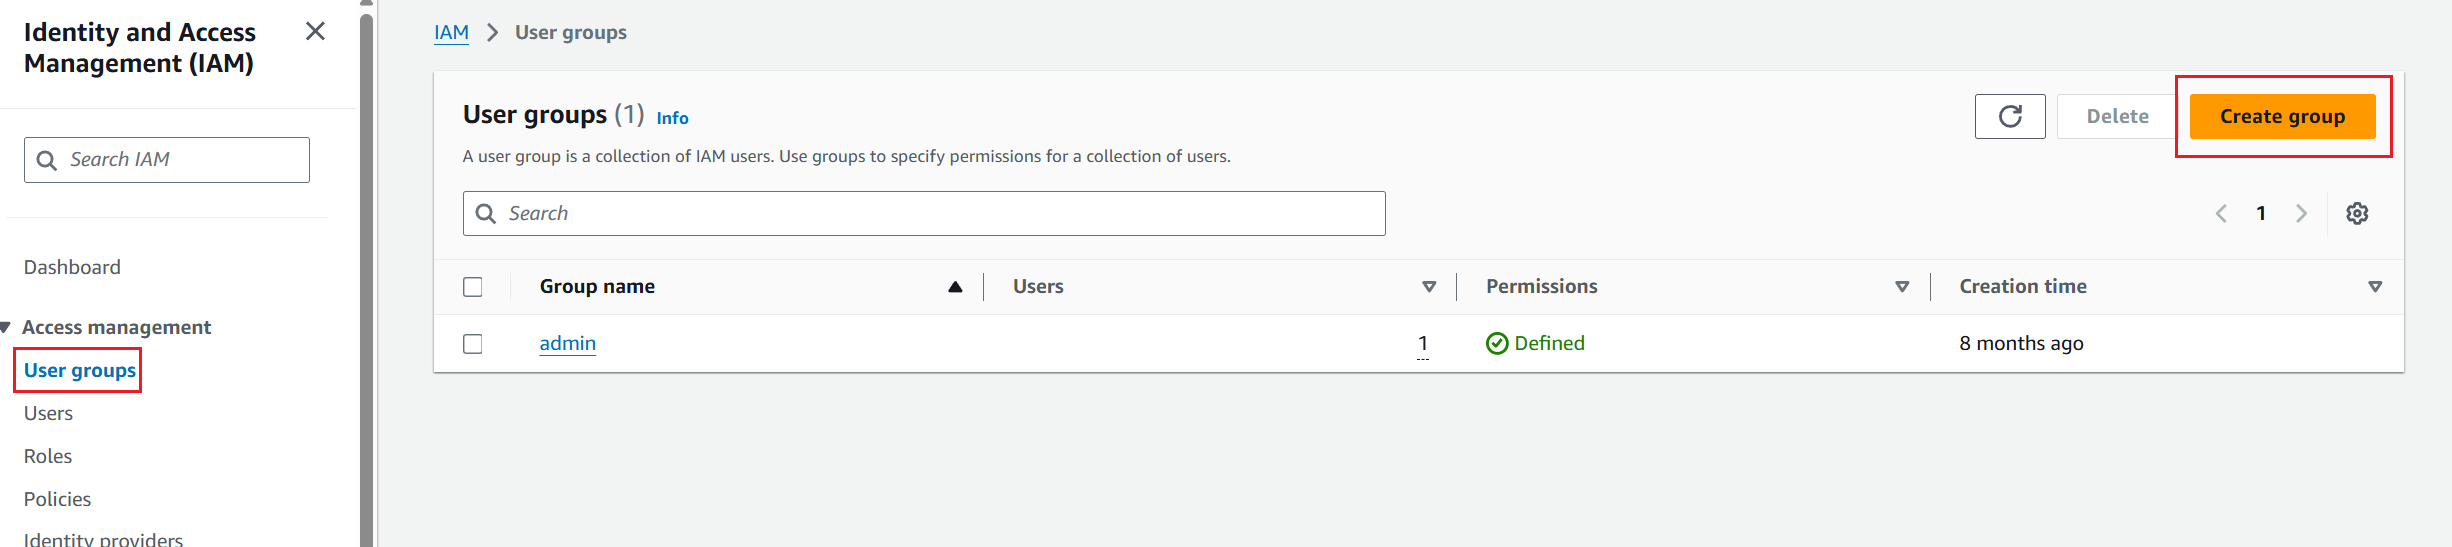 Identity and Access
Management (IAM)
Search IAM
Dashboard
Access management
User groups
Users
Roles
Policies
Identity providers
IAM > User groups
User groups (1) Info
A user group is a collection of IAM users. Use groups to specify permissions for a collection of users.
Delete
Create group
Search
1
Group name Users Permissions Creation time
admin 1 Defined 8 months ago